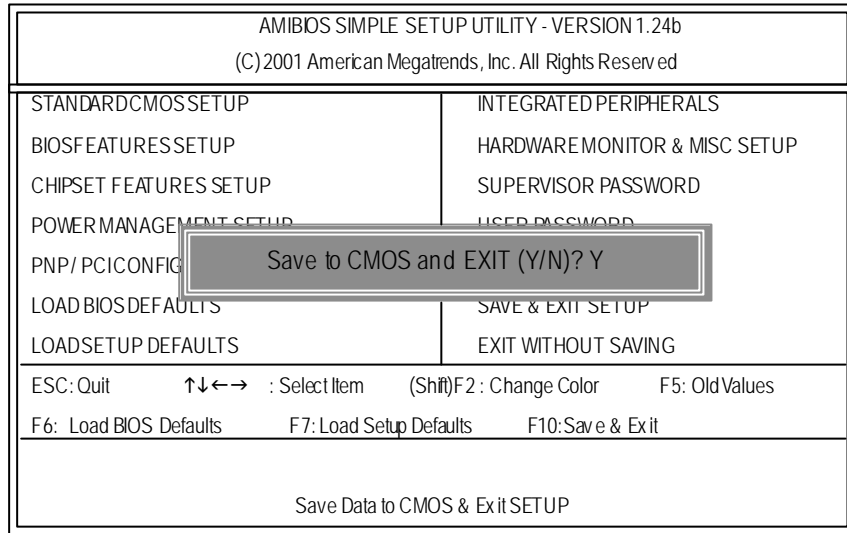 AMIBIOS SIMPLE SETUP UTILITY - VERSION 1.24b
(C) 2001 American Megatrends, Inc. All Rights Reserved
STANDARD CMOS SETUP
BIOS FEATURES SETUP
CHIPSET FEATURES SETUP
POWER MANAGEMENT SETUP
PNP / PCI CONFIG
LOAD BIOS DEFAULTS
LOAD SETUP DEFAULTS
INTEGRATED PERIPHERALS
HARDWARE MONITOR & MISC SETUP
SUPERVISOR PASSWORD
USER PASSWORD
SAVE & EXIT SETUP
EXIT WITHOUT SAVING
Save to CMOS and EXIT (Y/N)? Y
ESC: Quit ↑↓←→ : Select Item (Shift)F2 : Change Color F5: Old Values
F6: Load BIOS Defaults F7: Load Setup Defaults F10: Save & Exit
Save Data to CMOS & Exit SETUP